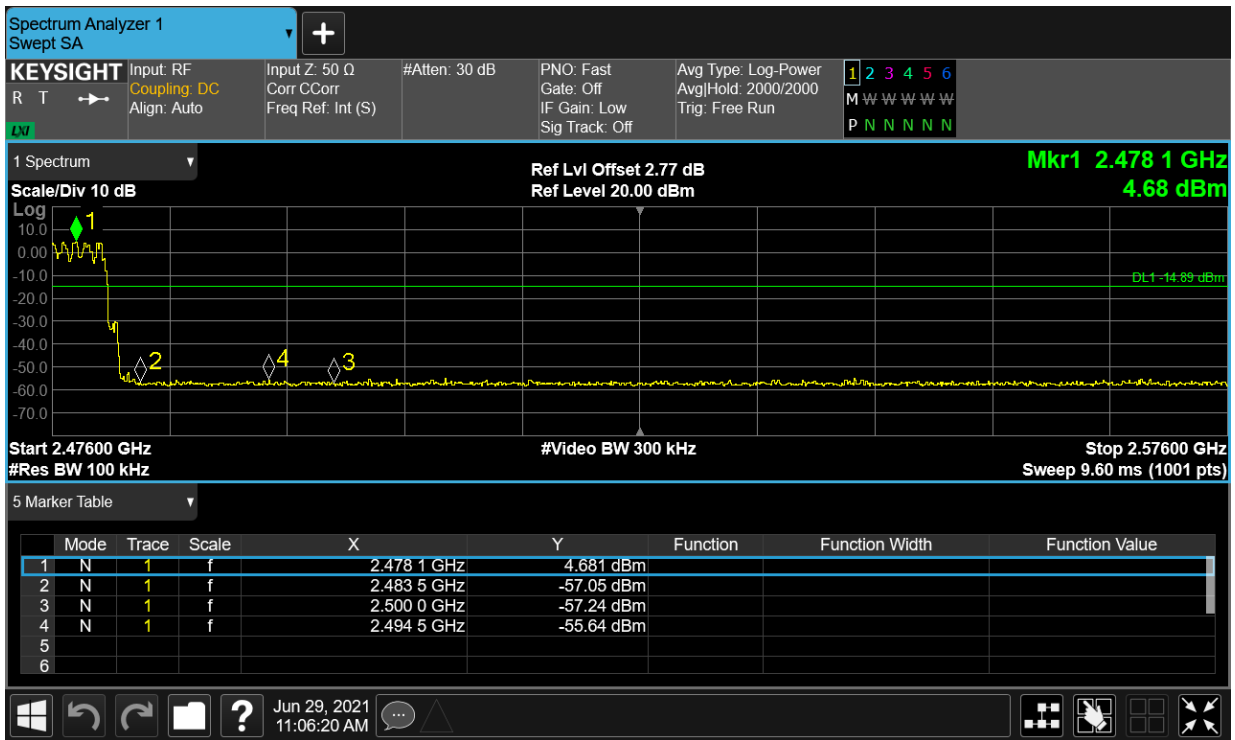 Spectrum Analyzer 1
Swept SA
+
KEYSIGHT Input: RF Input Z: 50 Ω #Atten: 30 dB PNO: Fast Avg Type: Log-Power 1 2 3 4 5 6
R T Coupling: DC Corr CCorr Gate: Off Avg|Hold: 2000/2000 M W W W W W
Align: Auto Freq Ref: Int (S) IF Gain: Low Trig: Free Run
LXI Sig Track: Off P N N N N N
1 Spectrum Ref Lvl Offset 2.77 dB Mkr1 2.478 1 GHz
Scale/Div 10 dB Ref Level 20.00 dBm 4.68 dBm
Log
1
10.0
0.00
-10.0
DL1 -14.89 dBm
-20.0
-30.0
-40.0
2 4 3
-50.0
-60.0
-70.0
Start 2.47600 GHz #Video BW 300 kHz Stop 2.57600 GHz
#Res BW 100 kHz Sweep 9.60 ms (1001 pts)
5 Marker Table
Mode Trace Scale X Y Function Function Width Function Value
1 N 1 f 2.478 1 GHz 4.681 dBm
2 N 1 f 2.483 5 GHz -57.05 dBm
3 N 1 f 2.500 0 GHz -57.24 dBm
4 N 1 f 2.494 5 GHz -55.64 dBm
5
6
? Jun 29, 2021
11:06:20 AM